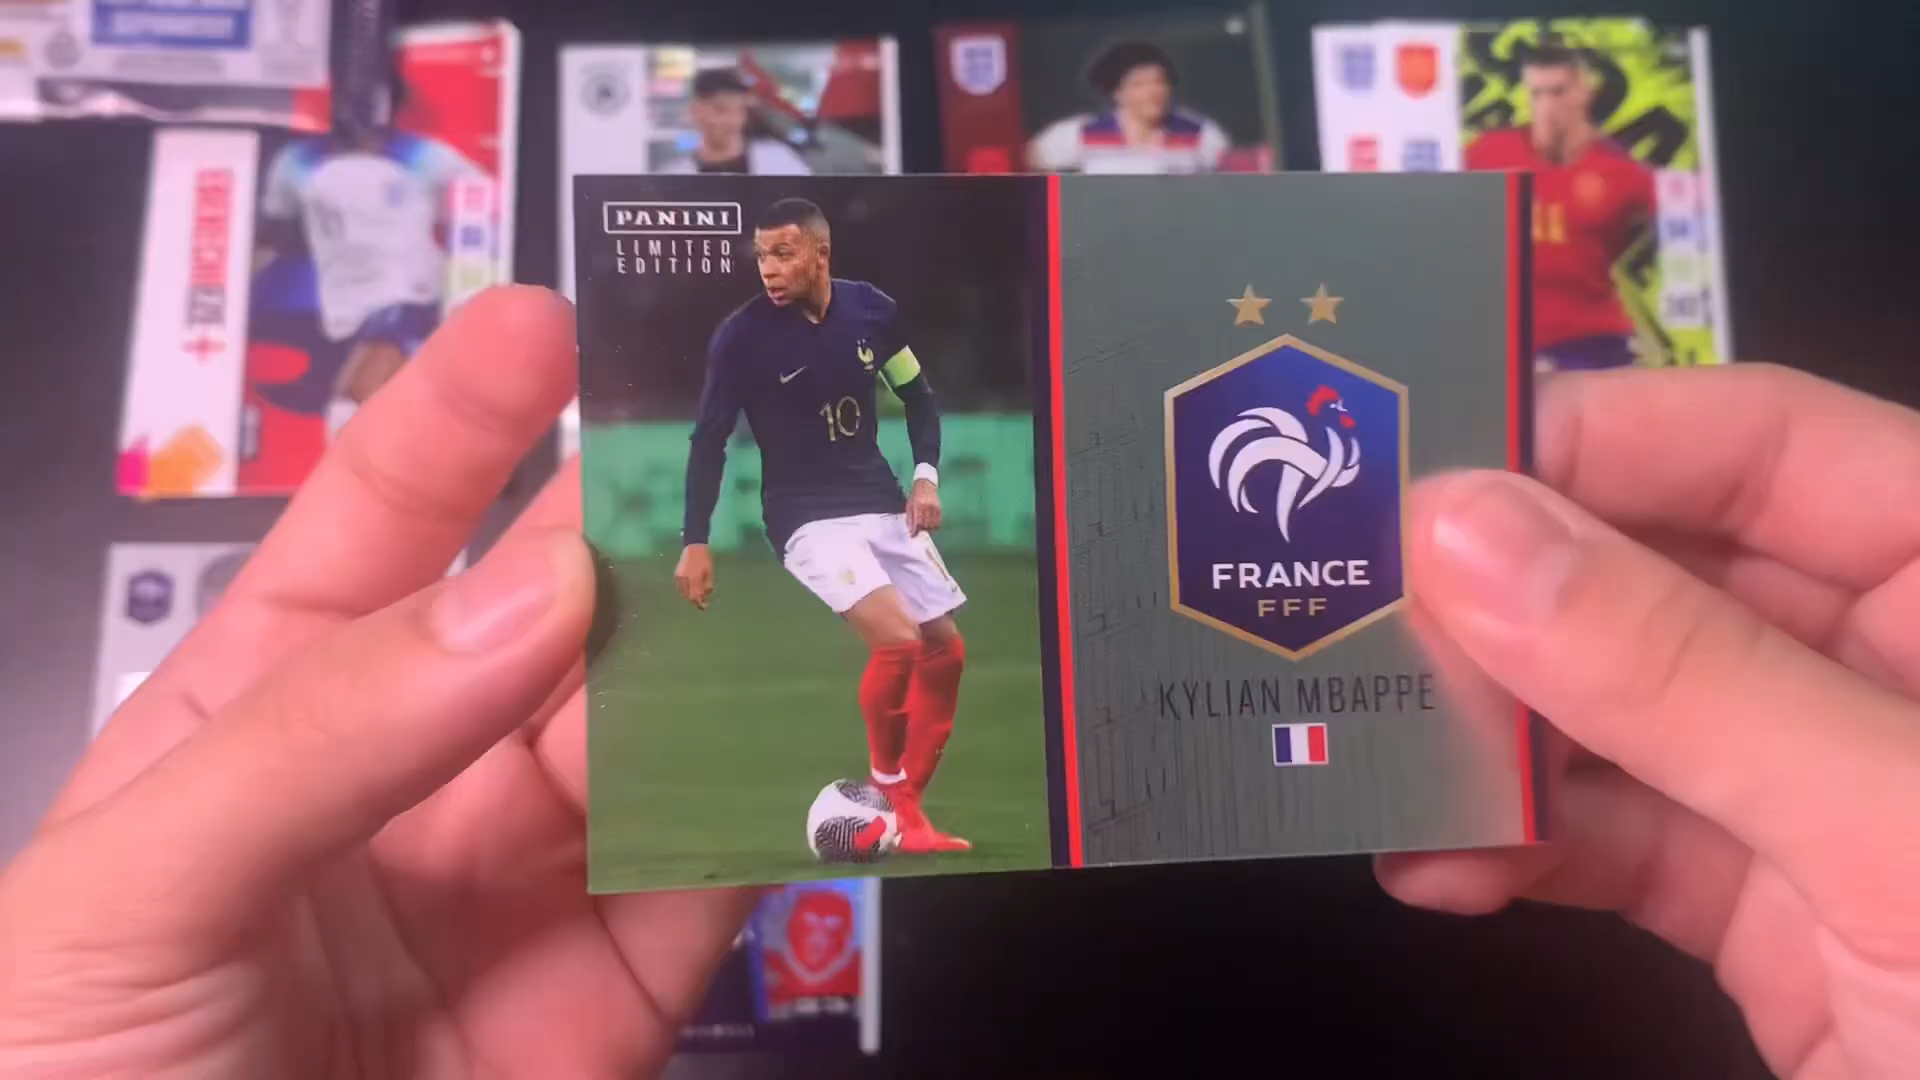 PANINI
LIMITED
EDITION
10
FRANCE
FFF
KYLIAN MBAPPE